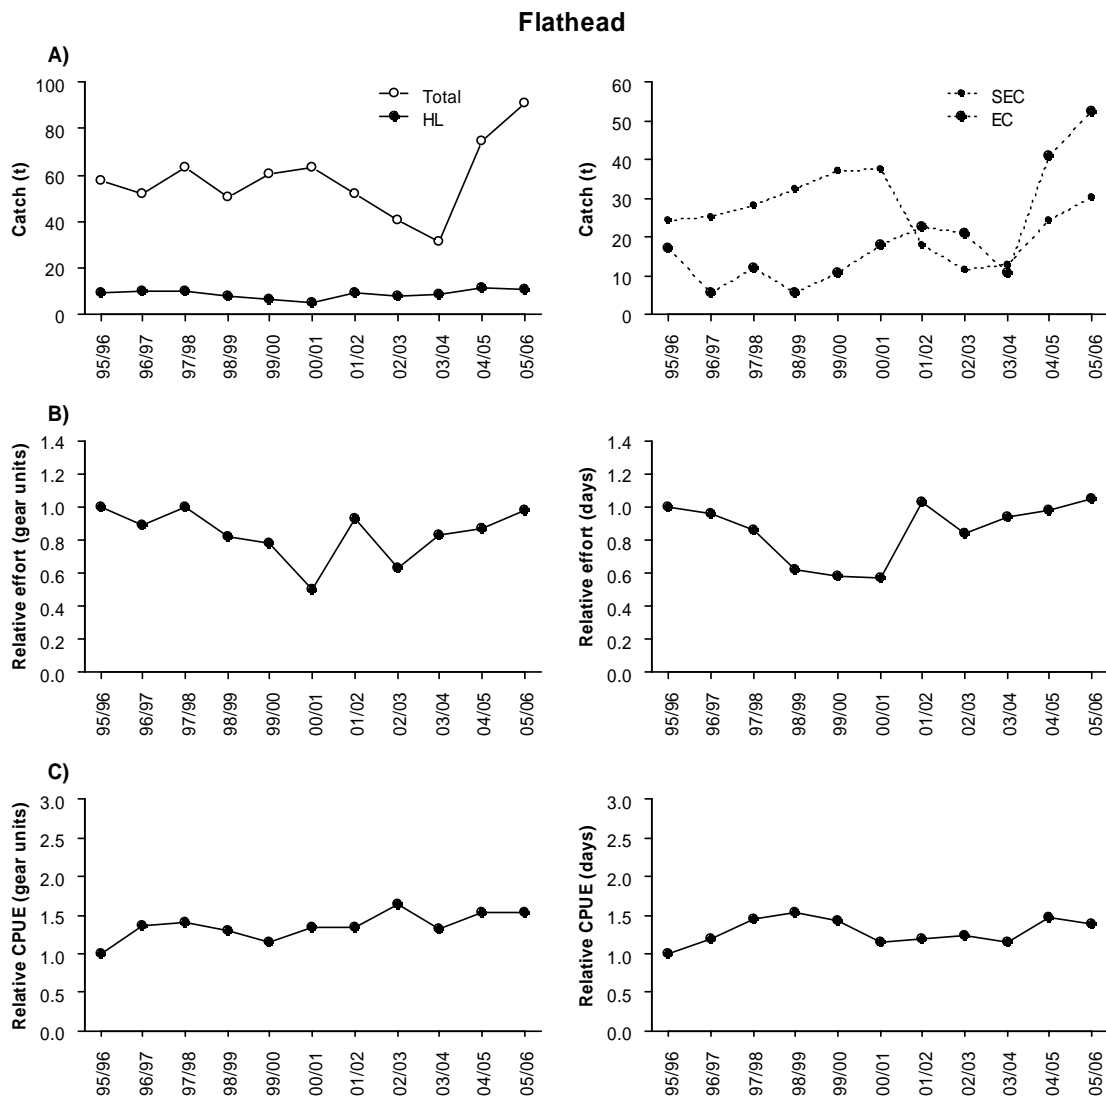 Flathead
A)
Catch (t)
100
80
60
40
20
0
Total
HL
95/96 96/97 97/98 98/99 99/00 00/01 01/02 02/03 03/04 04/05 05/06
Catch (t)
60
50
40
30
20
10
0
SEC
EC
95/96 96/97 97/98 98/99 99/00 00/01 01/02 02/03 03/04 04/05 05/06
B)
Relative effort (gear units)
1.4
1.2
1.0
0.8
0.6
0.4
0.2
0.0
95/96 96/97 97/98 98/99 99/00 00/01 01/02 02/03 03/04 04/05 05/06
Relative effort (days)
1.4
1.2
1.0
0.8
0.6
0.4
0.2
0.0
95/96 96/97 97/98 98/99 99/00 00/01 01/02 02/03 03/04 04/05 05/06
C)
Relative CPUE (gear units)
3.0
2.5
2.0
1.5
1.0
0.5
0.0
95/96 96/97 97/98 98/99 99/00 00/01 01/02 02/03 03/04 04/05 05/06
Relative CPUE (days)
3.0
2.5
2.0
1.5
1.0
0.5
0.0
95/96 96/97 97/98 98/99 99/00 00/01 01/02 02/03 03/04 04/05 05/06